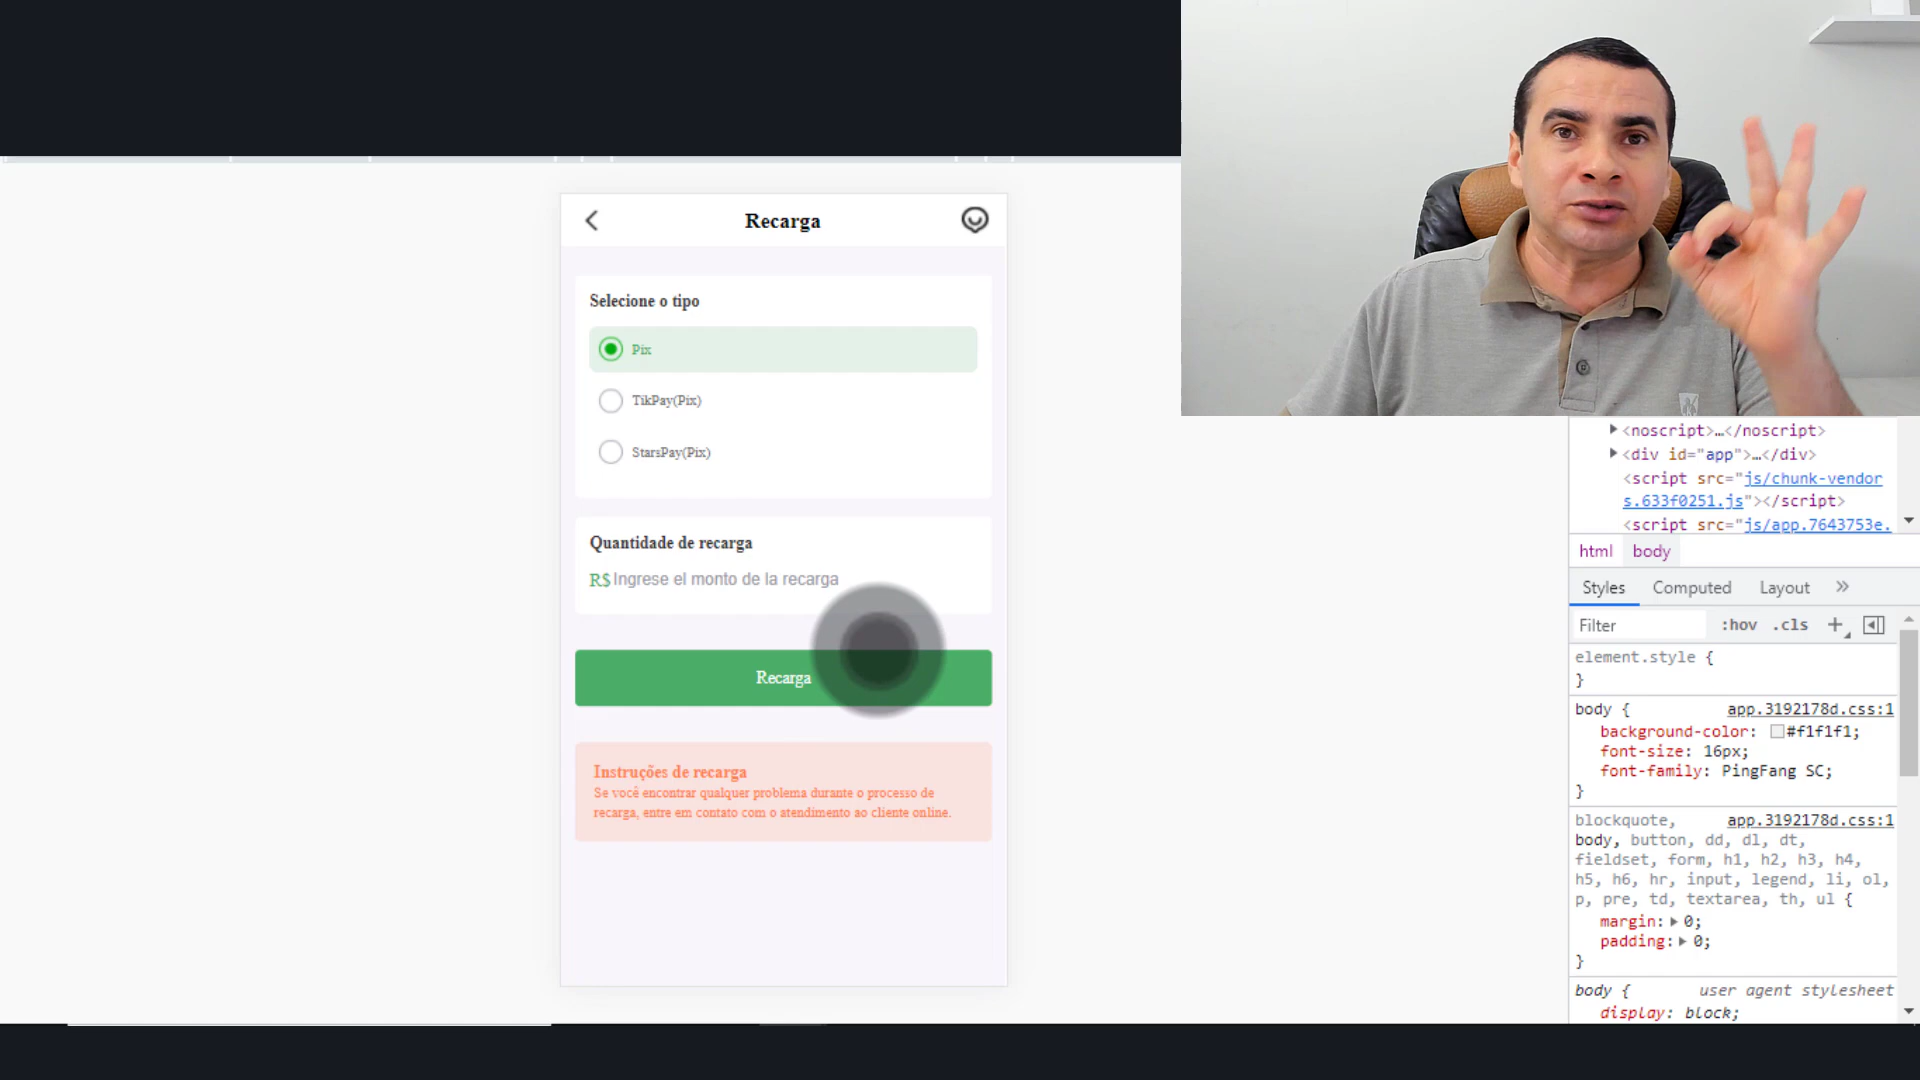 Recarga
Selecione o tipo
Pix
TikPay(Pix)
StarsPay(Pix)
Quantidade de recarga
R$ Ingrese el monto de la recarga
Recarga
Instruções de recarga
Se você encontrar qualquer problema durante o processo de
recarga, entre em contato com o atendimento ao cliente online.
<noscript>…</noscript>
<div id="app">…</div>
<script src="js/chunk-vendor
s.633f0251.js"></script>
<script src="js/app.7643753e.
html body
Styles Computed Layout »
Filter :hov .cls +
element.style {
}
body { app.3192178d.css:1
background-color: #f1f1f1;
font-size: 16px;
font-family: PingFang SC;
}
blockquote, app.3192178d.css:1
body, button, dd, dl, dt,
fieldset, form, h1, h2, h3, h4,
h5, h6, hr, input, legend, li, ol,
p, pre, td, textarea, th, ul {
margin: 0;
padding: 0;
}
body { user agent stylesheet
display: block;